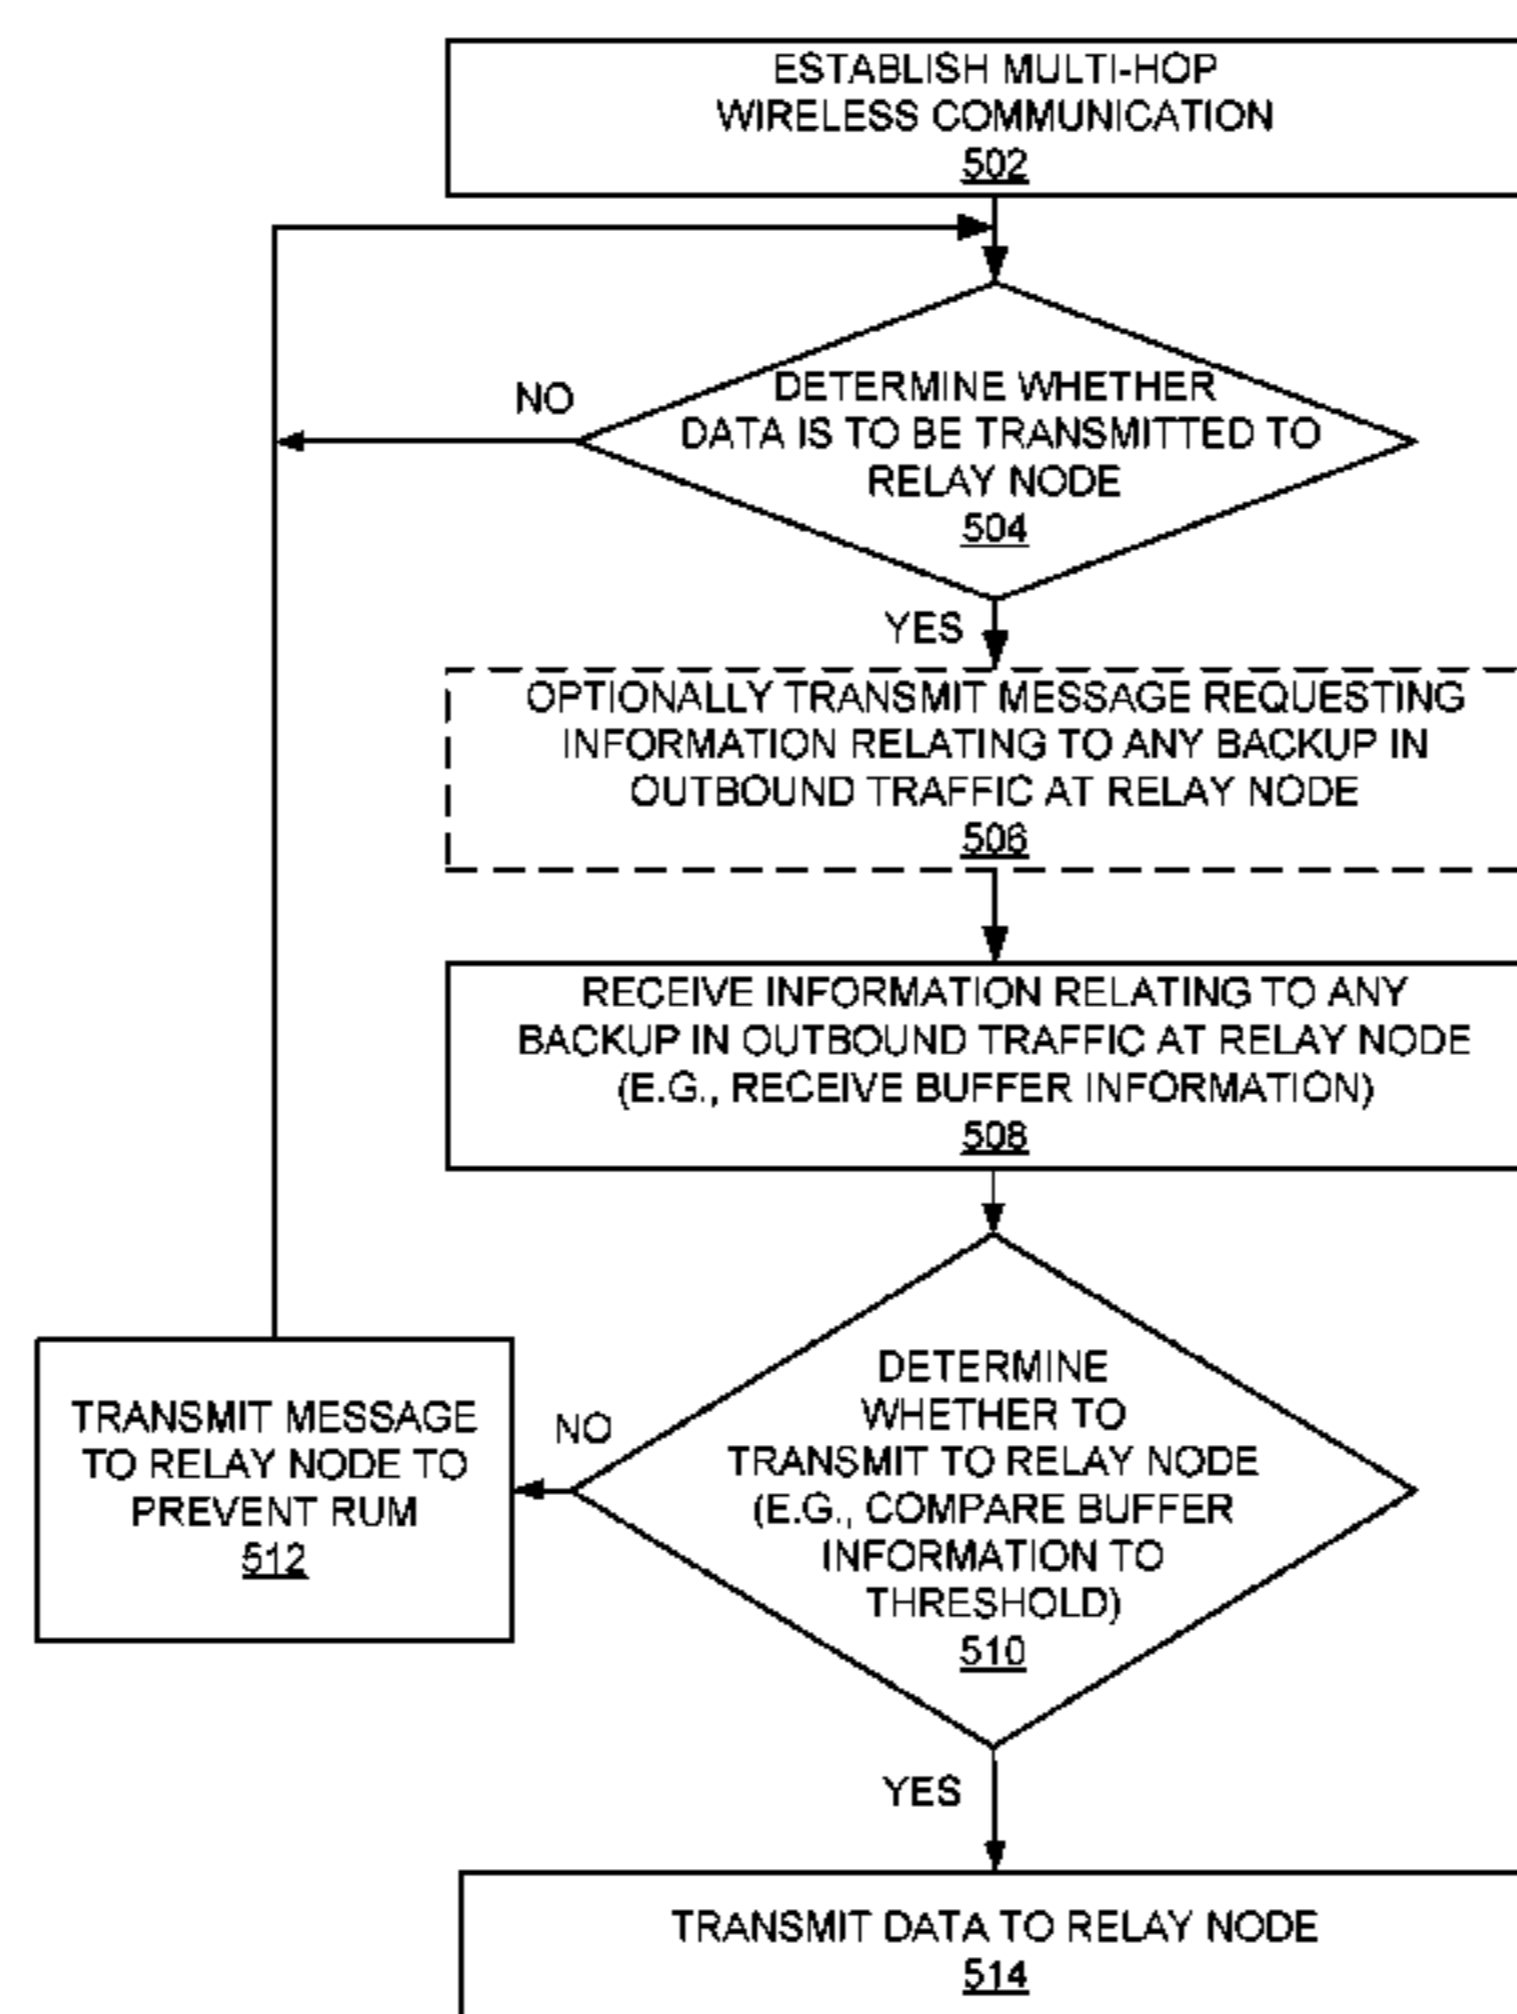 ESTABLISH MULTI-HOP
WIRELESS COMMUNICATION
502
NO
DETERMINE WHETHER
DATA IS TO BE TRANSMITTED TO
RELAY NODE
504
YES
OPTIONALLY TRANSMIT MESSAGE REQUESTING
INFORMATION RELATING TO ANY BACKUP IN
OUTBOUND TRAFFIC AT RELAY NODE
506
RECEIVE INFORMATION RELATING TO ANY
BACKUP IN OUTBOUND TRAFFIC AT RELAY NODE
(E.G., RECEIVE BUFFER INFORMATION)
508
DETERMINE
WHETHER TO
TRANSMIT TO RELAY NODE
(E.G., COMPARE BUFFER
INFORMATION TO
THRESHOLD)
510
NO
TRANSMIT MESSAGE
TO RELAY NODE TO
PREVENT RUM
512
YES
TRANSMIT DATA TO RELAY NODE
514